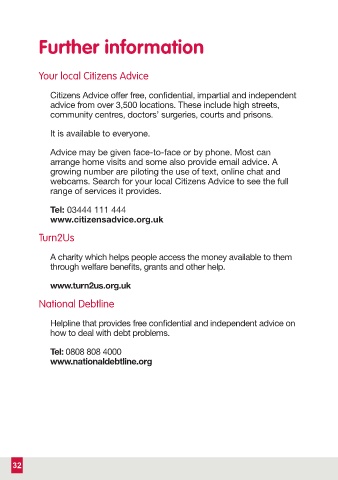 Further information
Your local Citizens Advice
Citizens Advice offer free, confidential, impartial and independent
advice from over 3,500 locations. These include high streets,
community centres, doctors' surgeries, courts and prisons.
It is available to everyone.
Advice may be given face-to-face or by phone. Most can
arrange home visits and some also provide email advice. A
growing number are piloting the use of text, online chat and
webcams. Search for your local Citizens Advice to see the full
range of services it provides.
Tel: 03444 111 444
www.citizensadvice.org.uk
Turn2Us
A charity which helps people access the money available to them
through welfare benefits, grants and other help.
www.turn2us.org.uk
National Debtline
Helpline that provides free confidential and independent advice on
how to deal with debt problems.
Tel: 0808 808 4000
www.nationaldebtline.org
32